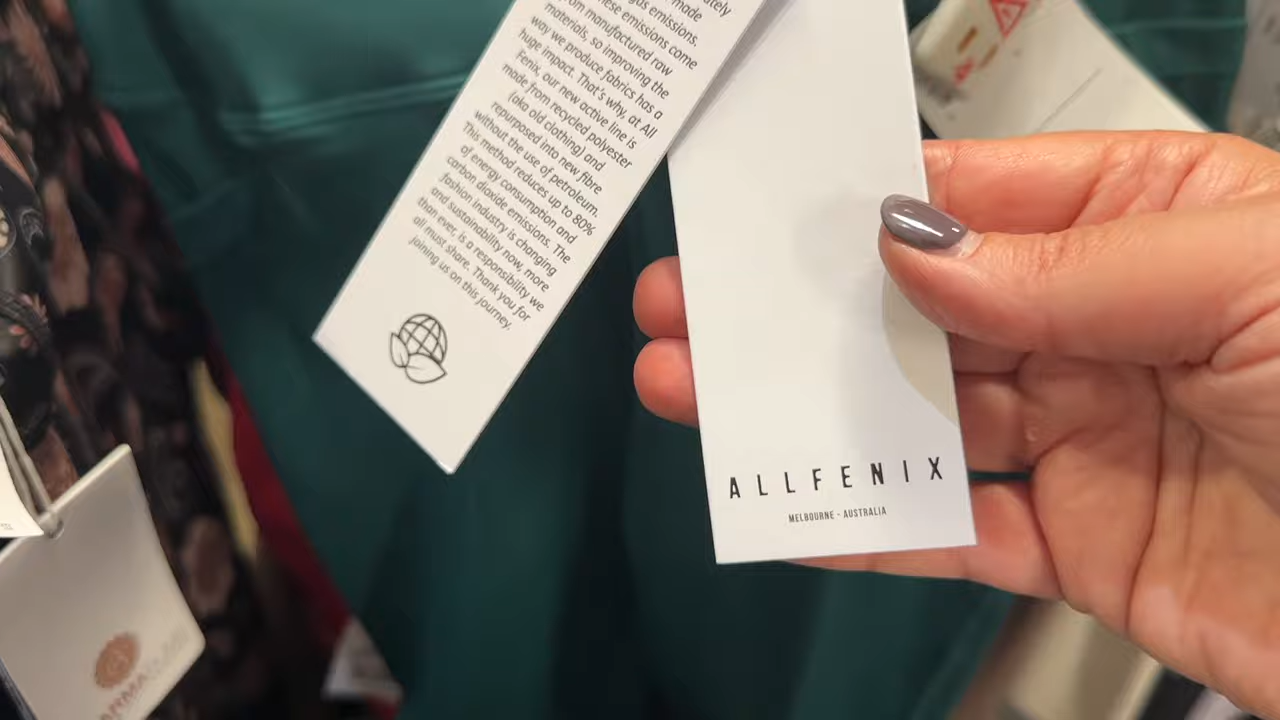 gas emissions.
These emissions come
from manufactured raw
materials, so improving the
way we produce fabrics has a
huge impact. That's why, at All
Fenix, our new active line is
made from recycled polyester
(aka old clothing) and
repurposed into new fibre
without the use of petroleum.
This method reduces up to 80%
of energy consumption and
carbon dioxide emissions. The
fashion industry is changing
and sustainability now, more
than ever, is a responsibility we
all must share. Thank you for
joining us on this journey.
ALLFENIX
MELBOURNE - AUSTRALIA